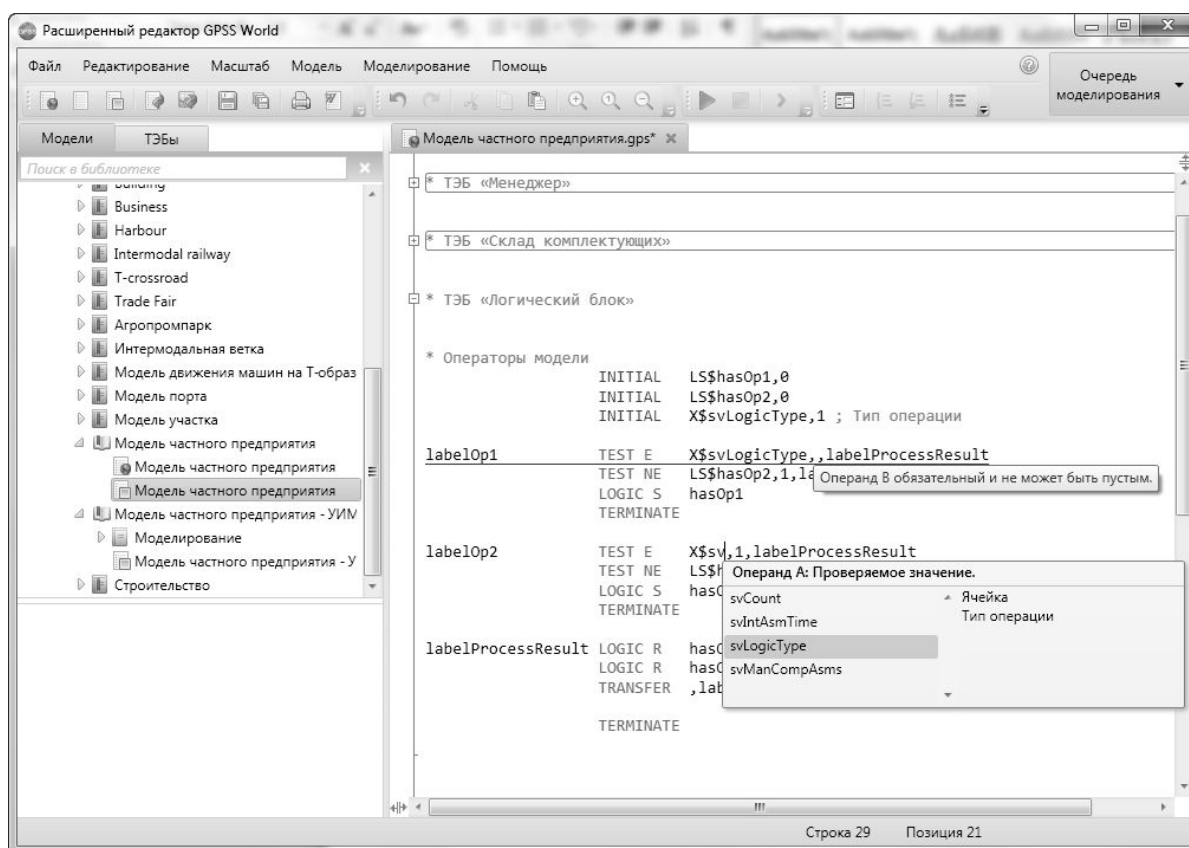 Расширенный редактор GPSS World
Файл Редактирование Масштаб Модель Моделирование Помощь
Очередь моделирования
Модели ТЭБы
Модель частного предприятия.gps*
Поиск в библиотеке
Building
Business
Harbour
Intermodal railway
T-crossroad
Trade Fair
Агропромпарк
Интермодальная ветка
Модель движения машин на Т-образ
Модель порта
Модель участка
Модель частного предприятия
Модель частного предприятия
Модель частного предприятия
Модель частного предприятия - УИМ
Моделирование
Модель частного предприятия - У
Строительство
* ТЭБ «Менеджер»
* ТЭБ «Склад комплектующих»
* ТЭБ «Логический блок»
* Операторы модели
INITIAL LS$hasOp1,0
INITIAL LS$hasOp2,0
INITIAL X$svLogicType,1 ; Тип операции
labelOp1 TEST E X$svLogicType,,labelProcessResult
TEST NE LS$hasOp2,1,la
Операнд B обязательный и не может быть пустым.
LOGIC S hasOp1
TERMINATE
labelOp2 TEST E X$sv,1,labelProcessResult
TEST NE LS$h
LOGIC S hasO
TERMINATE
Операнд A: Проверяемое значение.
svCount
svIntAsmTime
svLogicType
svManCompAsms
Ячейка
Тип операции
labelProcessResult LOGIC R hasO
LOGIC R hasO
TRANSFER ,lab
TERMINATE
Строка 29 Позиция 21